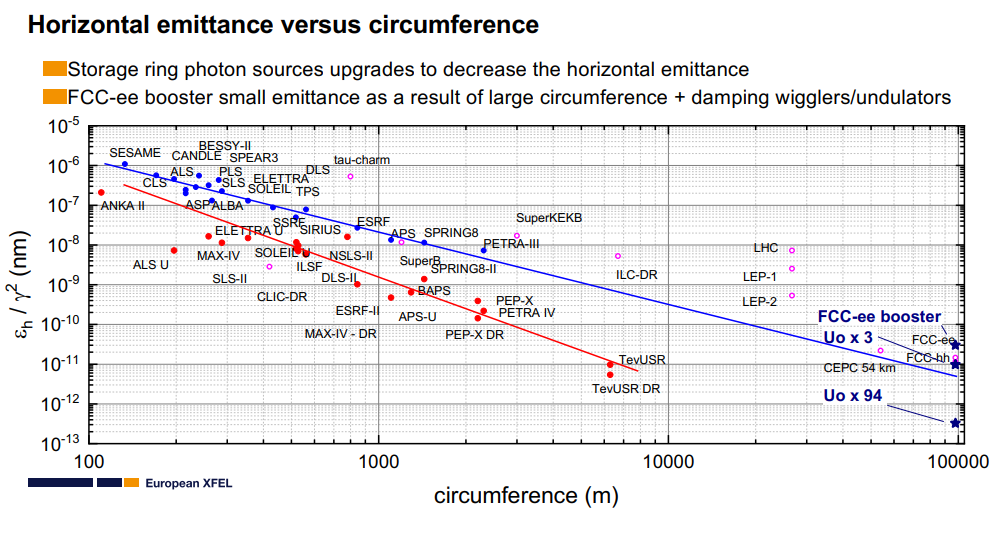 Horizontal emittance versus circumference
Storage ring photon sources upgrades to decrease the horizontal emittance
FCC-ee booster small emittance as a result of large circumference + damping wigglers/undulators
10-5
10-6
10-7
10-8
10-9
10-10
10-11
10-12
10-13
εh / γ2 (nm)
BESSY-II
SESAME
CANDLE
SPEAR3
tau-charm
ALS
PLS
DLS
CLS
SLS
ELETTRA
SOLEIL
TPS
ANKA II
ASP
ALBA
SuperKEKB
SSRF
ESRF
ELETTRA U
SIRIUS
APS
SPRING8
PETRA-III
LHC
MAX-IV
SOLEIL U
NSLS-II
SuperB
ALS U
ILSF
SPRING8-II
SLS-II
DLS-II
ILC-DR
LEP-1
BAPS
CLIC-DR
PEP-X
LEP-2
ESRF-II
APS-U
PETRA IV
FCC-ee booster
MAX-IV - DR
PEP-X DR
Uo x 3
FCC-ee
TevUSR
FCC-hh
CEPC 54 km
TevUSR DR
Uo x 94
100
1000
10000
100000
circumference (m)
European XFEL